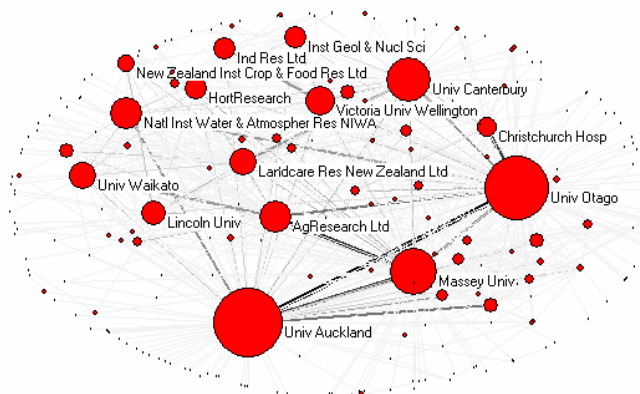 Inst Geol & Nucl Sci
Ind Res Ltd
New Zealand Inst Crop & Food Res Ltd
Univ Canterbury
HortResearch
Victoria Univ Wellington
Natl Inst Water & Atmospher Res NIWA
Christchurch Hosp
Landcare Res New Zealand Ltd
Univ Waikato
Univ Otago
Lincoln Univ
AgResearch Ltd
Massey Univ
Univ Auckland